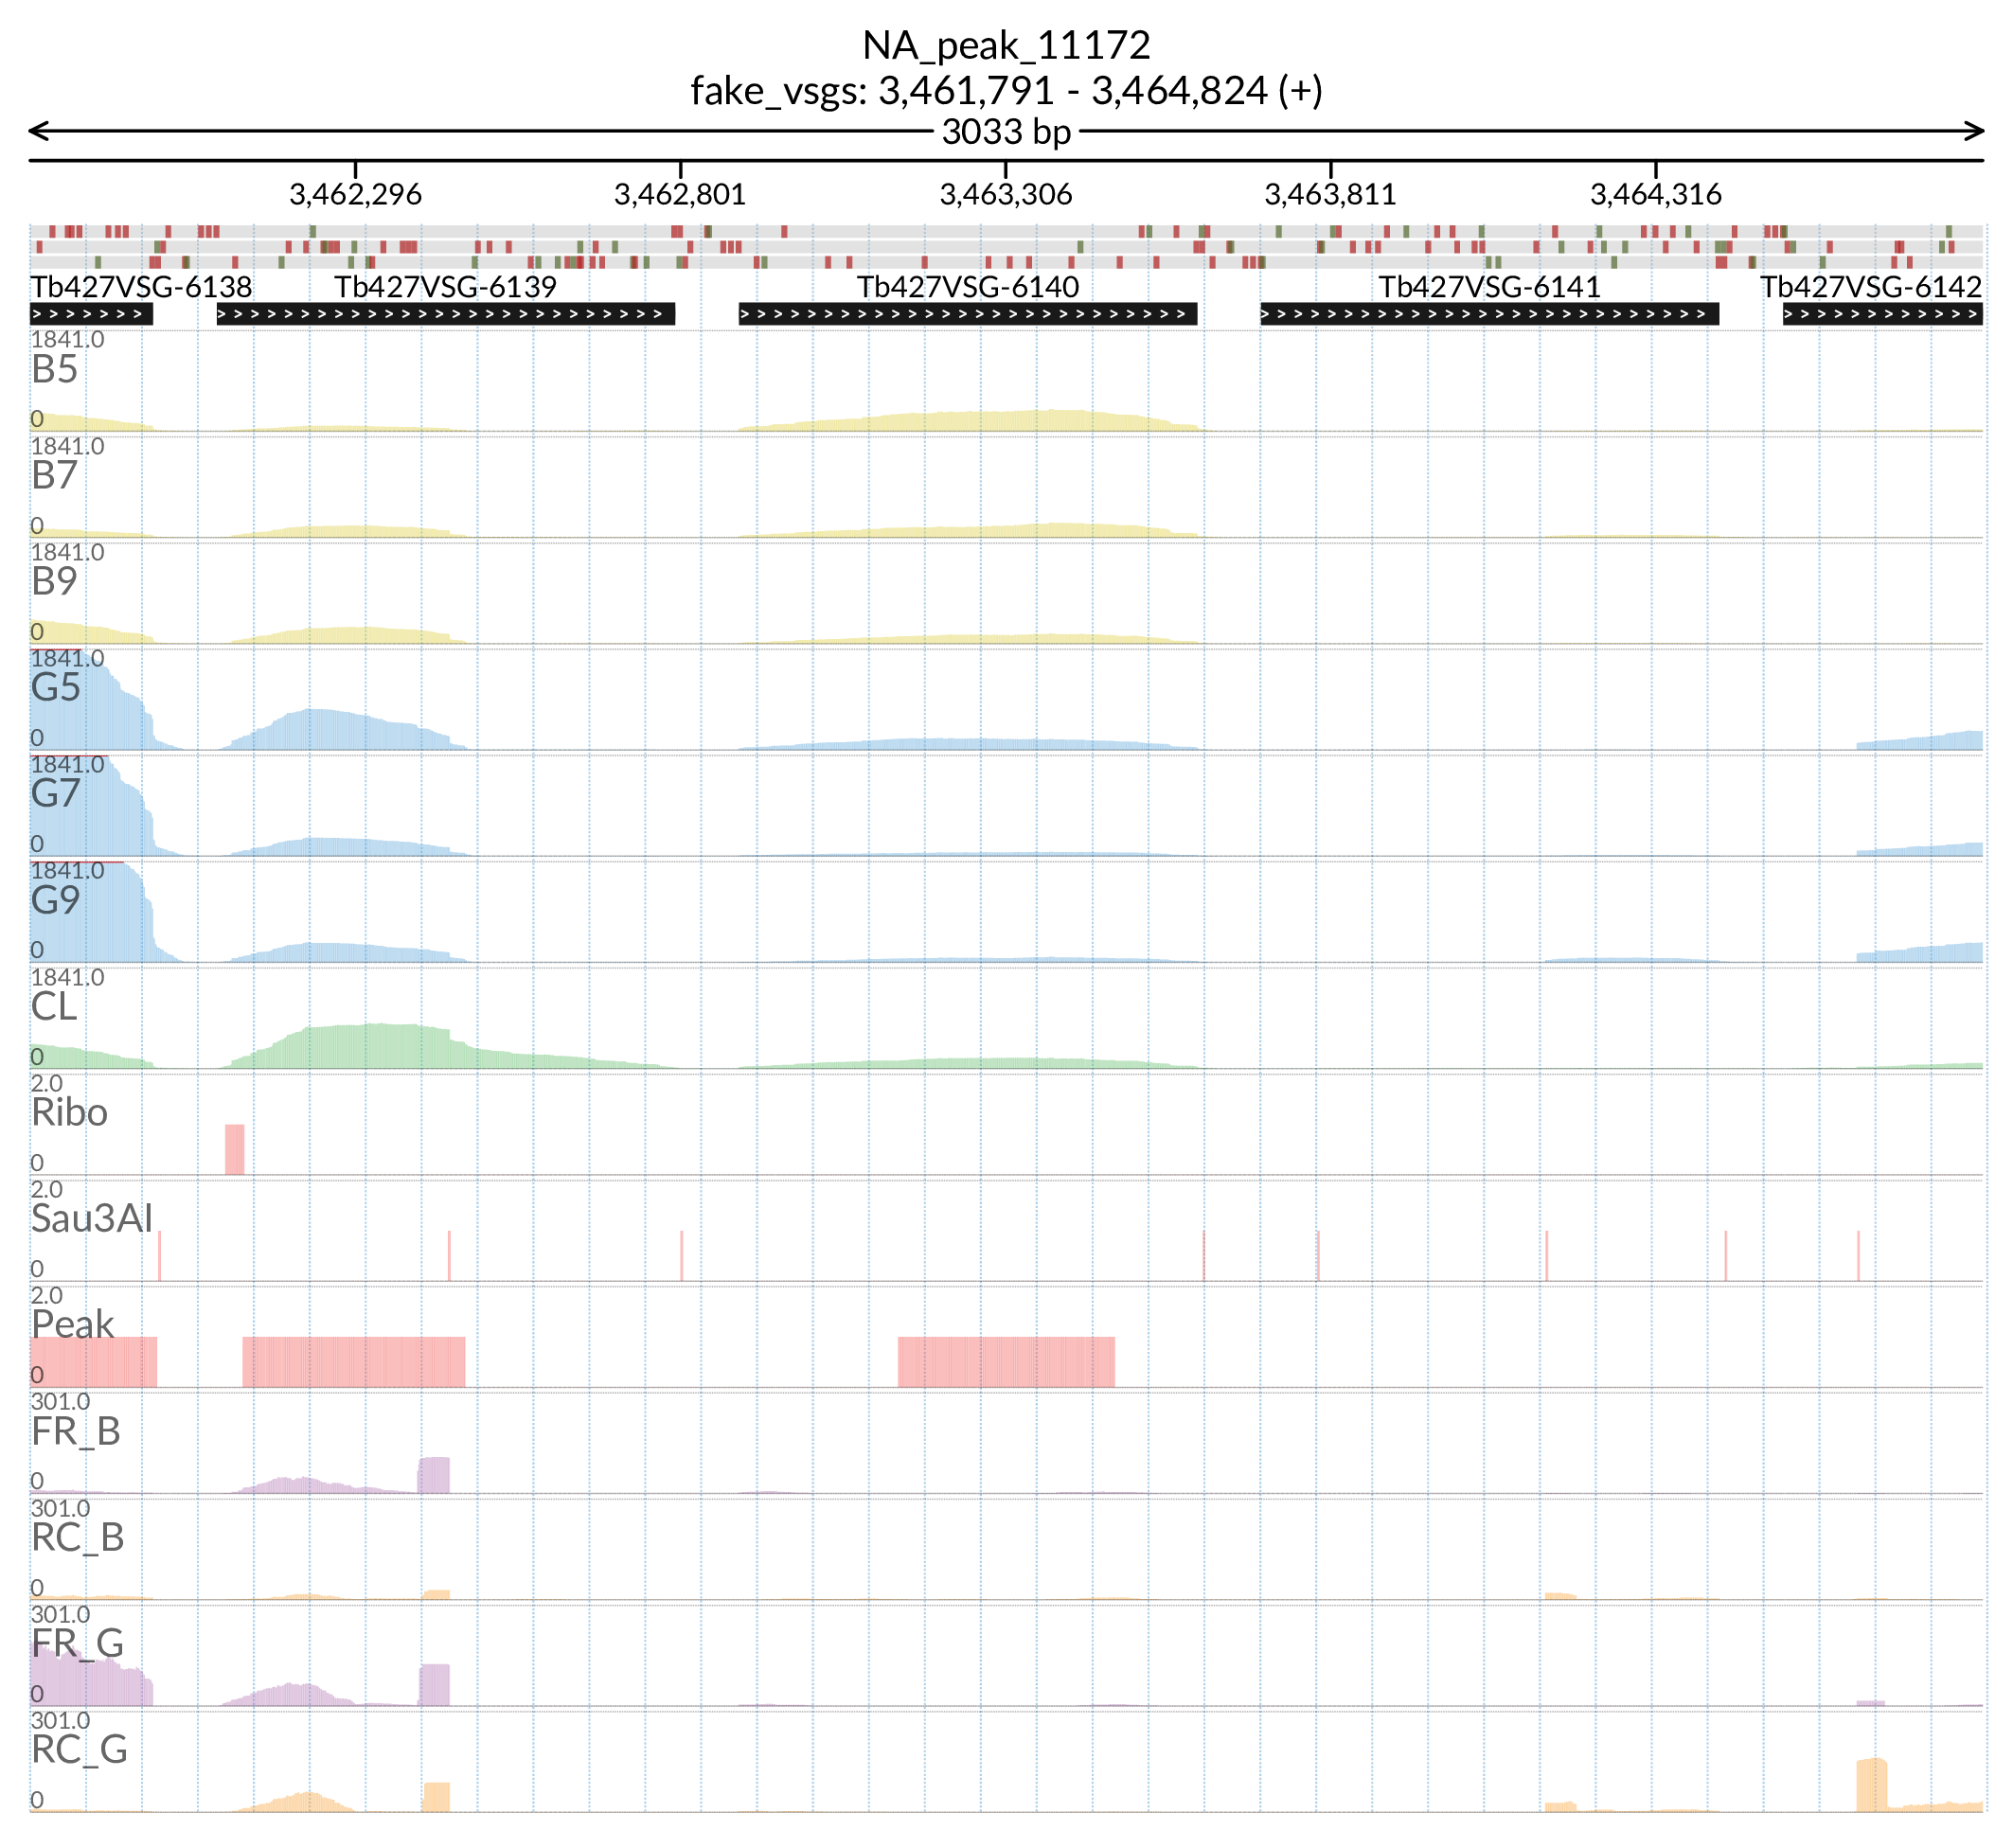 NA_peak_11172
fake_vsgs: 3,461,791 - 3,464,824 (+)
3033 bp
3,462,296 3,462,801 3,463,306 3,463,811 3,464,316
Tb427VSG-6138 Tb427VSG-6139 Tb427VSG-6140 Tb427VSG-6141 Tb427VSG-6142
1841.0
B5
0
1841.0
B7
0
1841.0
B9
0
1841.0
G5
0
1841.0
G7
0
1841.0
G9
0
1841.0
CL
0
2.0
Ribo
0
2.0
Sau3AI
0
2.0
Peak
0
301.0
FR_B
0
301.0
RC_B
0
301.0
FR_G
0
301.0
RC_G
0